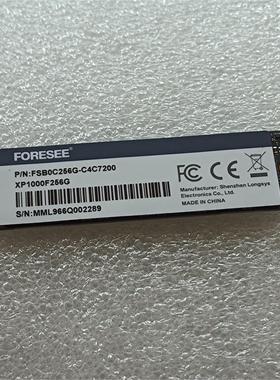 FORESEE®
P/N:FSB0C256G-C4C7200
XP1000F256G
S/N:MML966Q002289
CE FC
Manufacturer: Shenzhen Longsys
Electronics Co., Ltd.
MADE IN CHINA